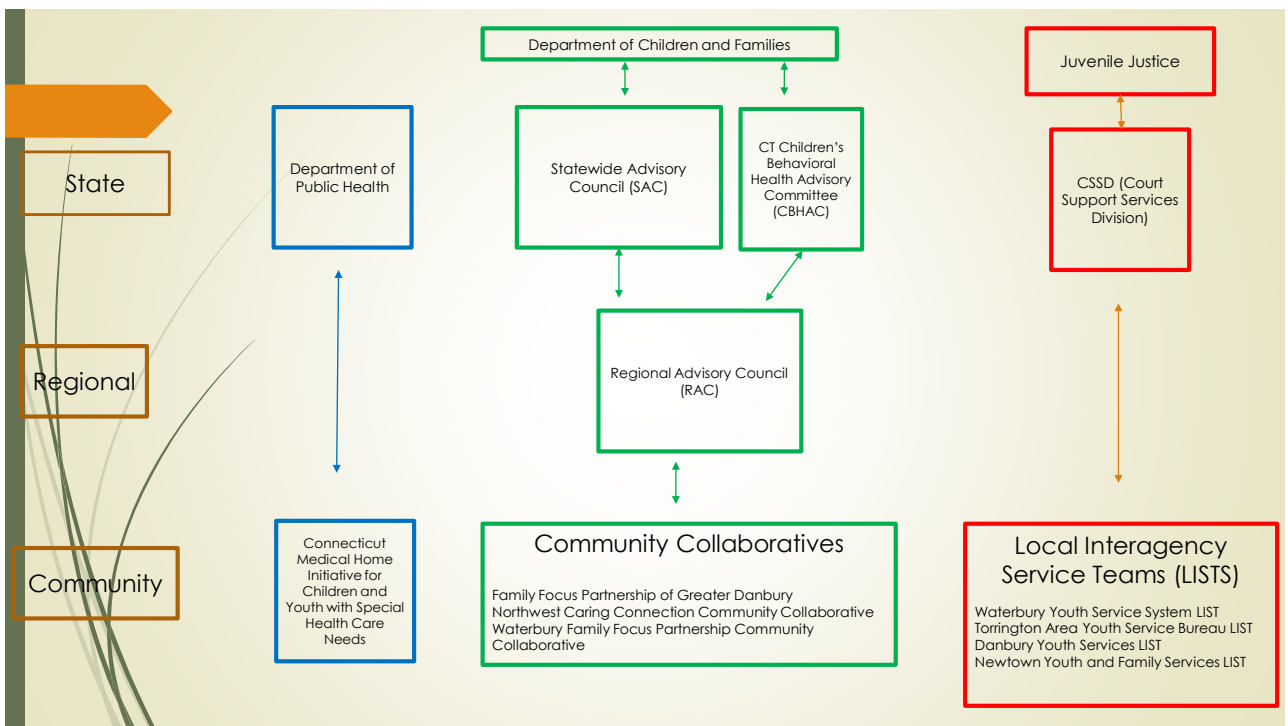 Department of Children and Families
Juvenile Justice
State
Department of
Public Health
Statewide Advisory
Council (SAC)
CT Children’s
Behavioral
Health Advisory
Committee
(CBHAC)
CSSD (Court
Support Services
Division)
Regional
Regional Advisory Council
(RAC)
Community
Connecticut
Medical Home
Initiative for
Children and
Youth with Special
Health Care
Needs
Community Collaboratives
Family Focus Partnership of Greater Danbury
Northwest Caring Connection Community Collaborative
Waterbury Family Focus Partnership Community
Collaborative
Local Interagency
Service Teams (LISTS)
Waterbury Youth Service System LIST
Torrington Area Youth Service Bureau LIST
Danbury Youth Services LIST
Newtown Youth and Family Services LIST